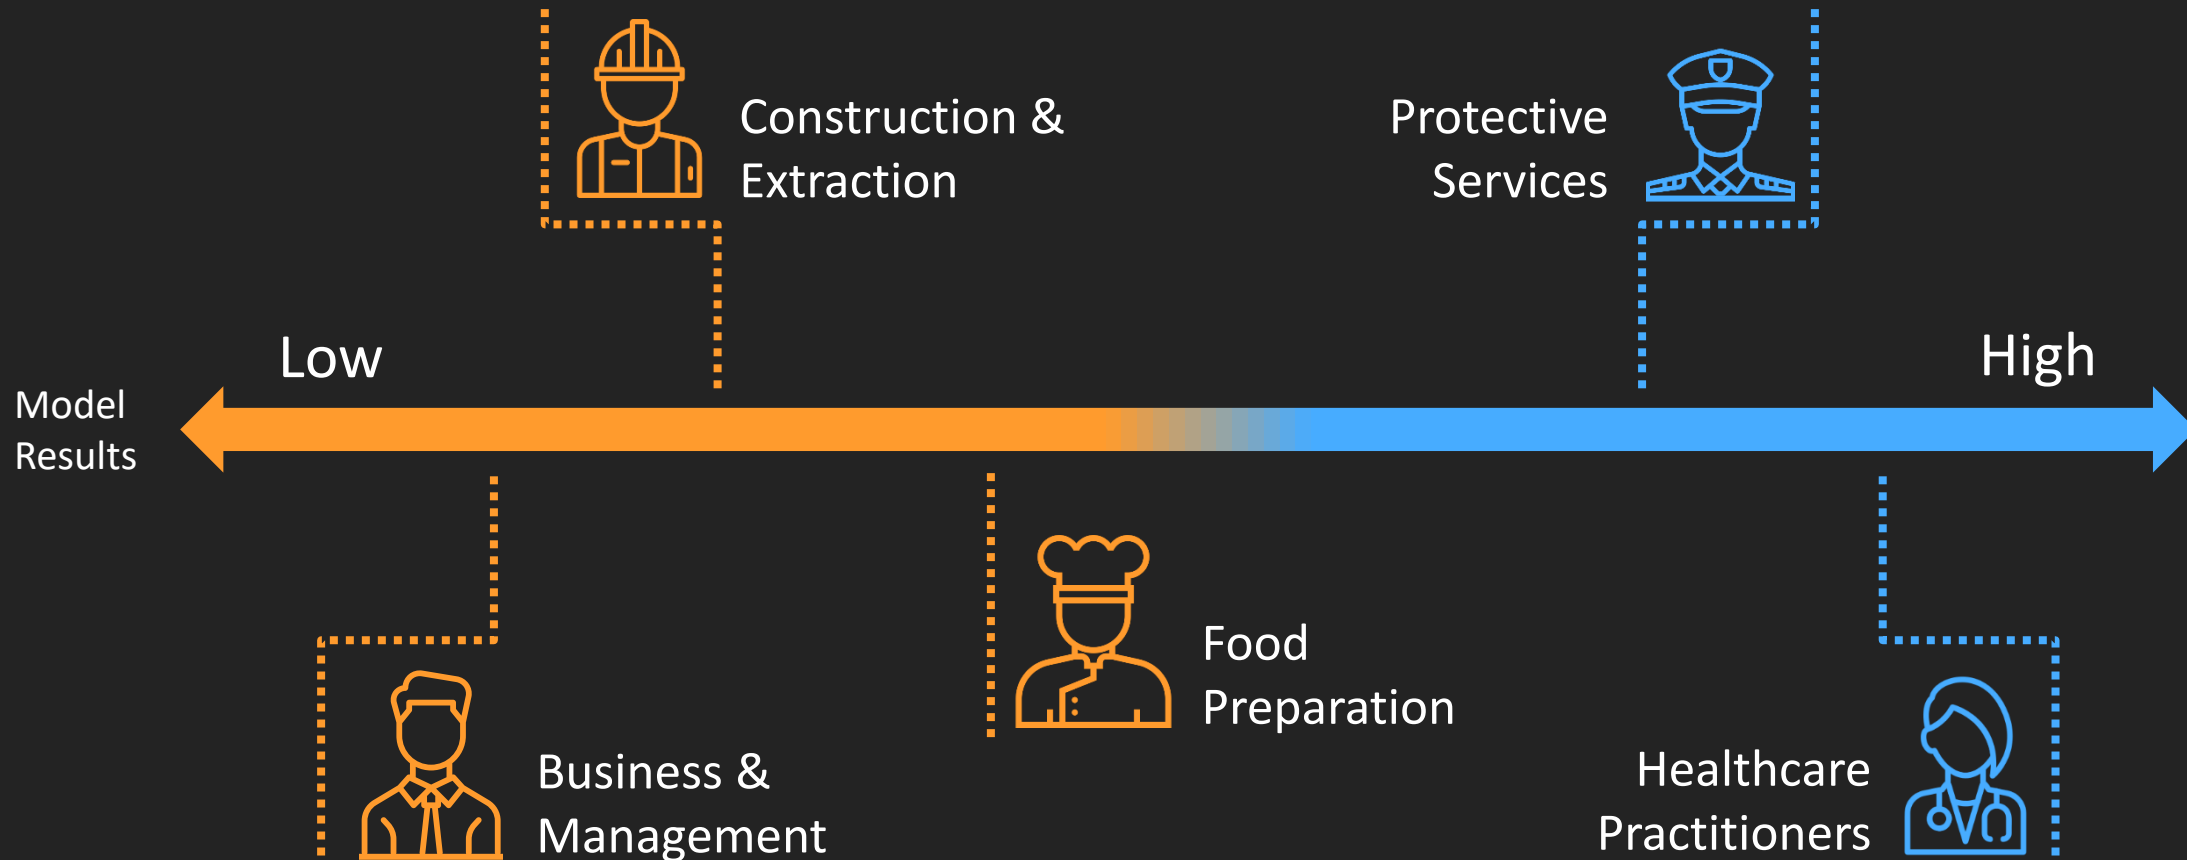 Construction &
Extraction
Protective
Services
Low
High
Model
Results
Food
Preparation
Business &
Management
Healthcare
Practitioners